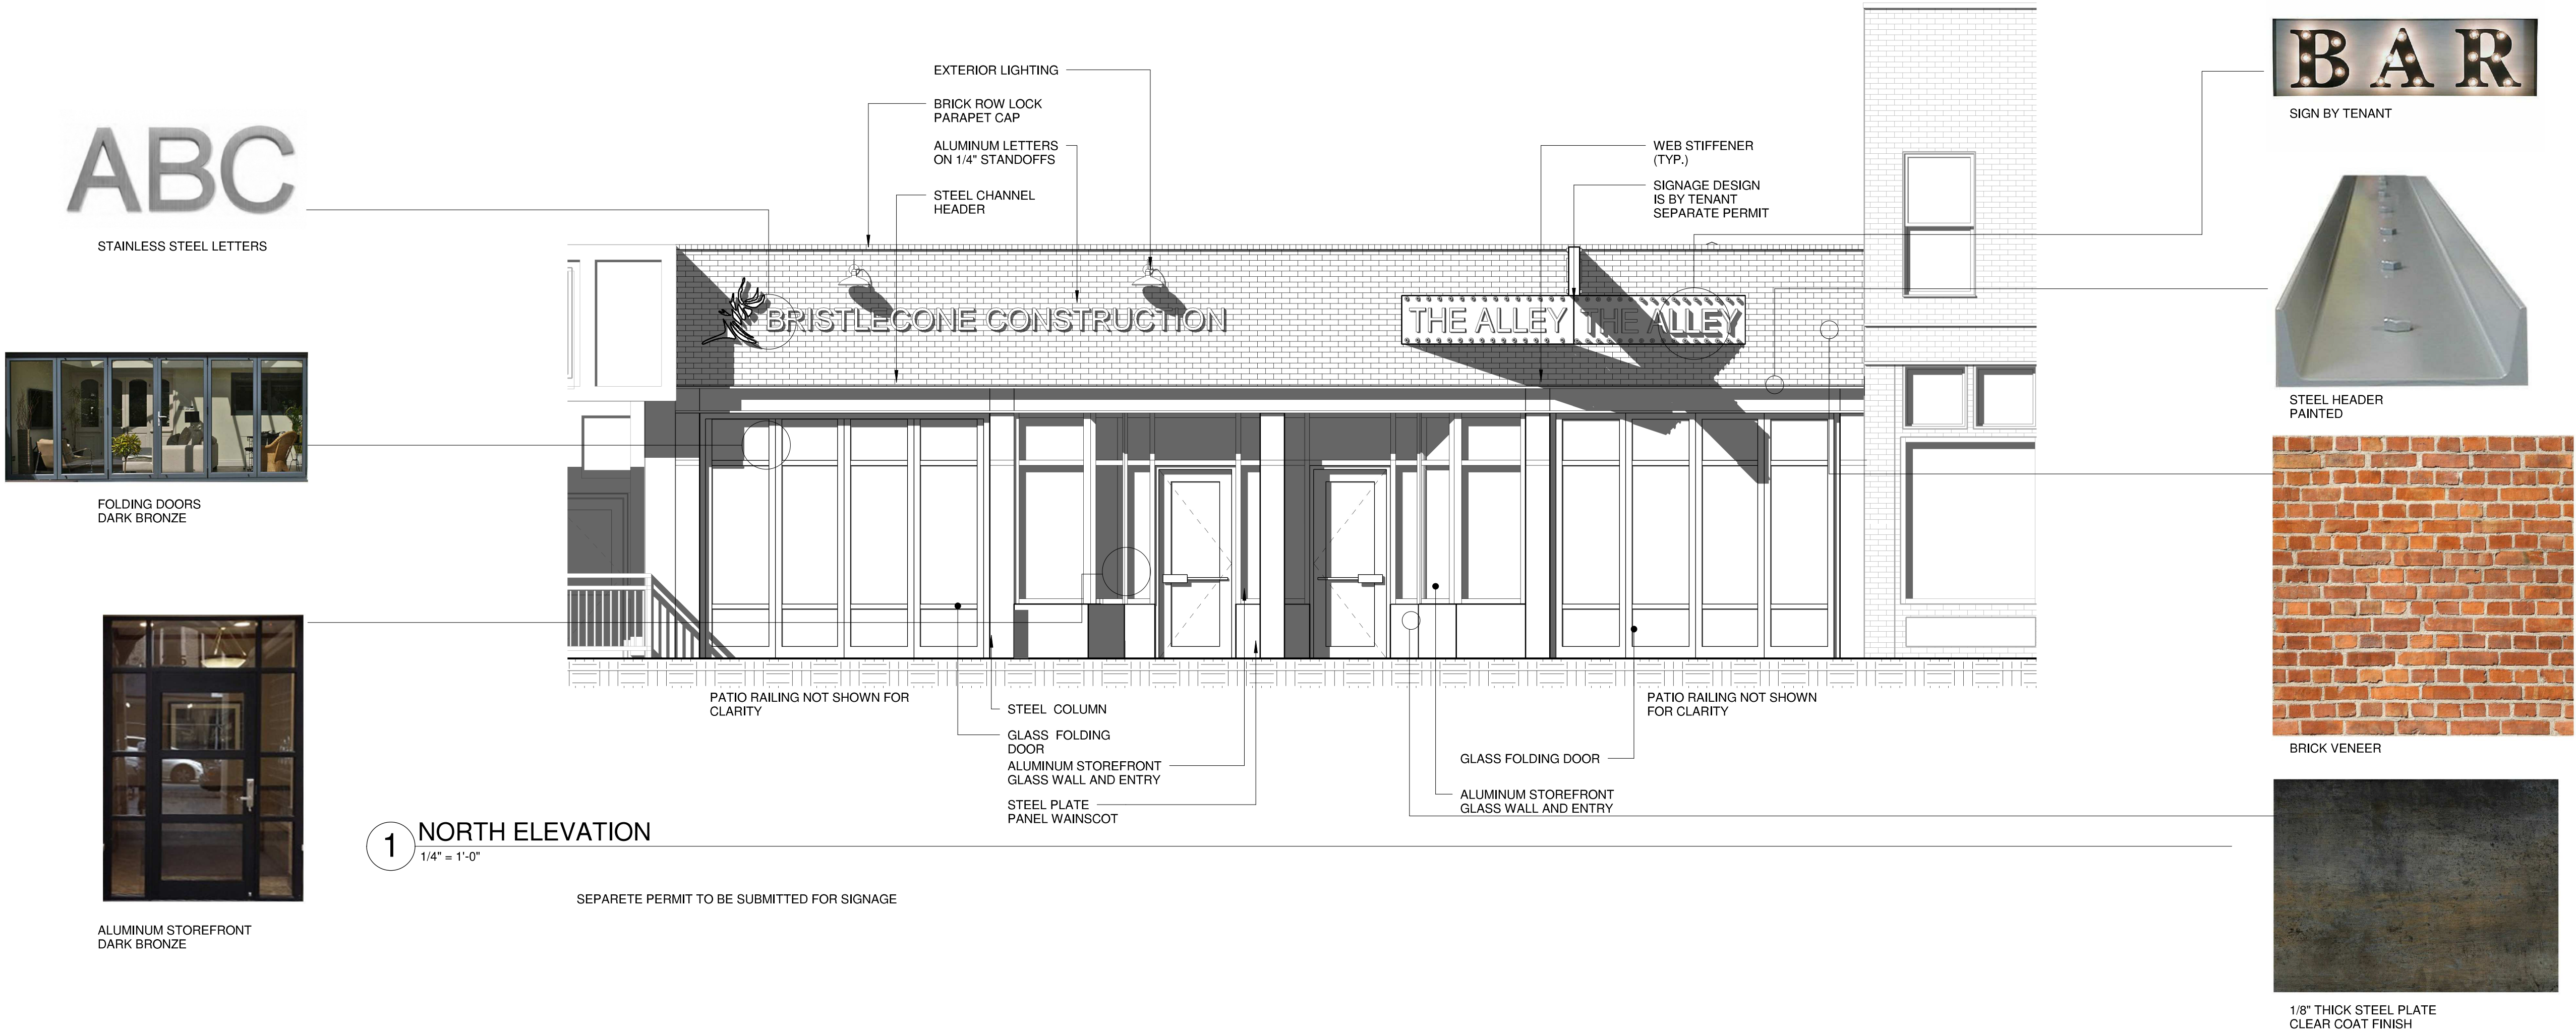 ABC
STAINLESS STEEL LETTERS
FOLDING DOORS
DARK BRONZE
ALUMINUM STOREFRONT
DARK BRONZE
EXTERIOR LIGHTING
BRICK ROW LOCK
PARAPET CAP
ALUMINUM LETTERS
ON 1/4" STANDOFFS
STEEL CHANNEL
HEADER
WEB STIFFENER
(TYP.)
SIGNAGE DESIGN
IS BY TENANT
SEPARATE PERMIT
BRISTLECONE CONSTRUCTION
THE ALLEY
THE ALLEY
PATIO RAILING NOT SHOWN FOR
CLARITY
STEEL COLUMN
GLASS FOLDING
DOOR
ALUMINUM STOREFRONT
GLASS WALL AND ENTRY
STEEL PLATE
PANEL WAINSCOT
PATIO RAILING NOT SHOWN
FOR CLARITY
GLASS FOLDING DOOR
ALUMINUM STOREFRONT
GLASS WALL AND ENTRY
1
NORTH ELEVATION
1/4" = 1'-0"
SEPARETE PERMIT TO BE SUBMITTED FOR SIGNAGE
BAR
SIGN BY TENANT
STEEL HEADER
PAINTED
BRICK VENEER
1/8" THICK STEEL PLATE
CLEAR COAT FINISH